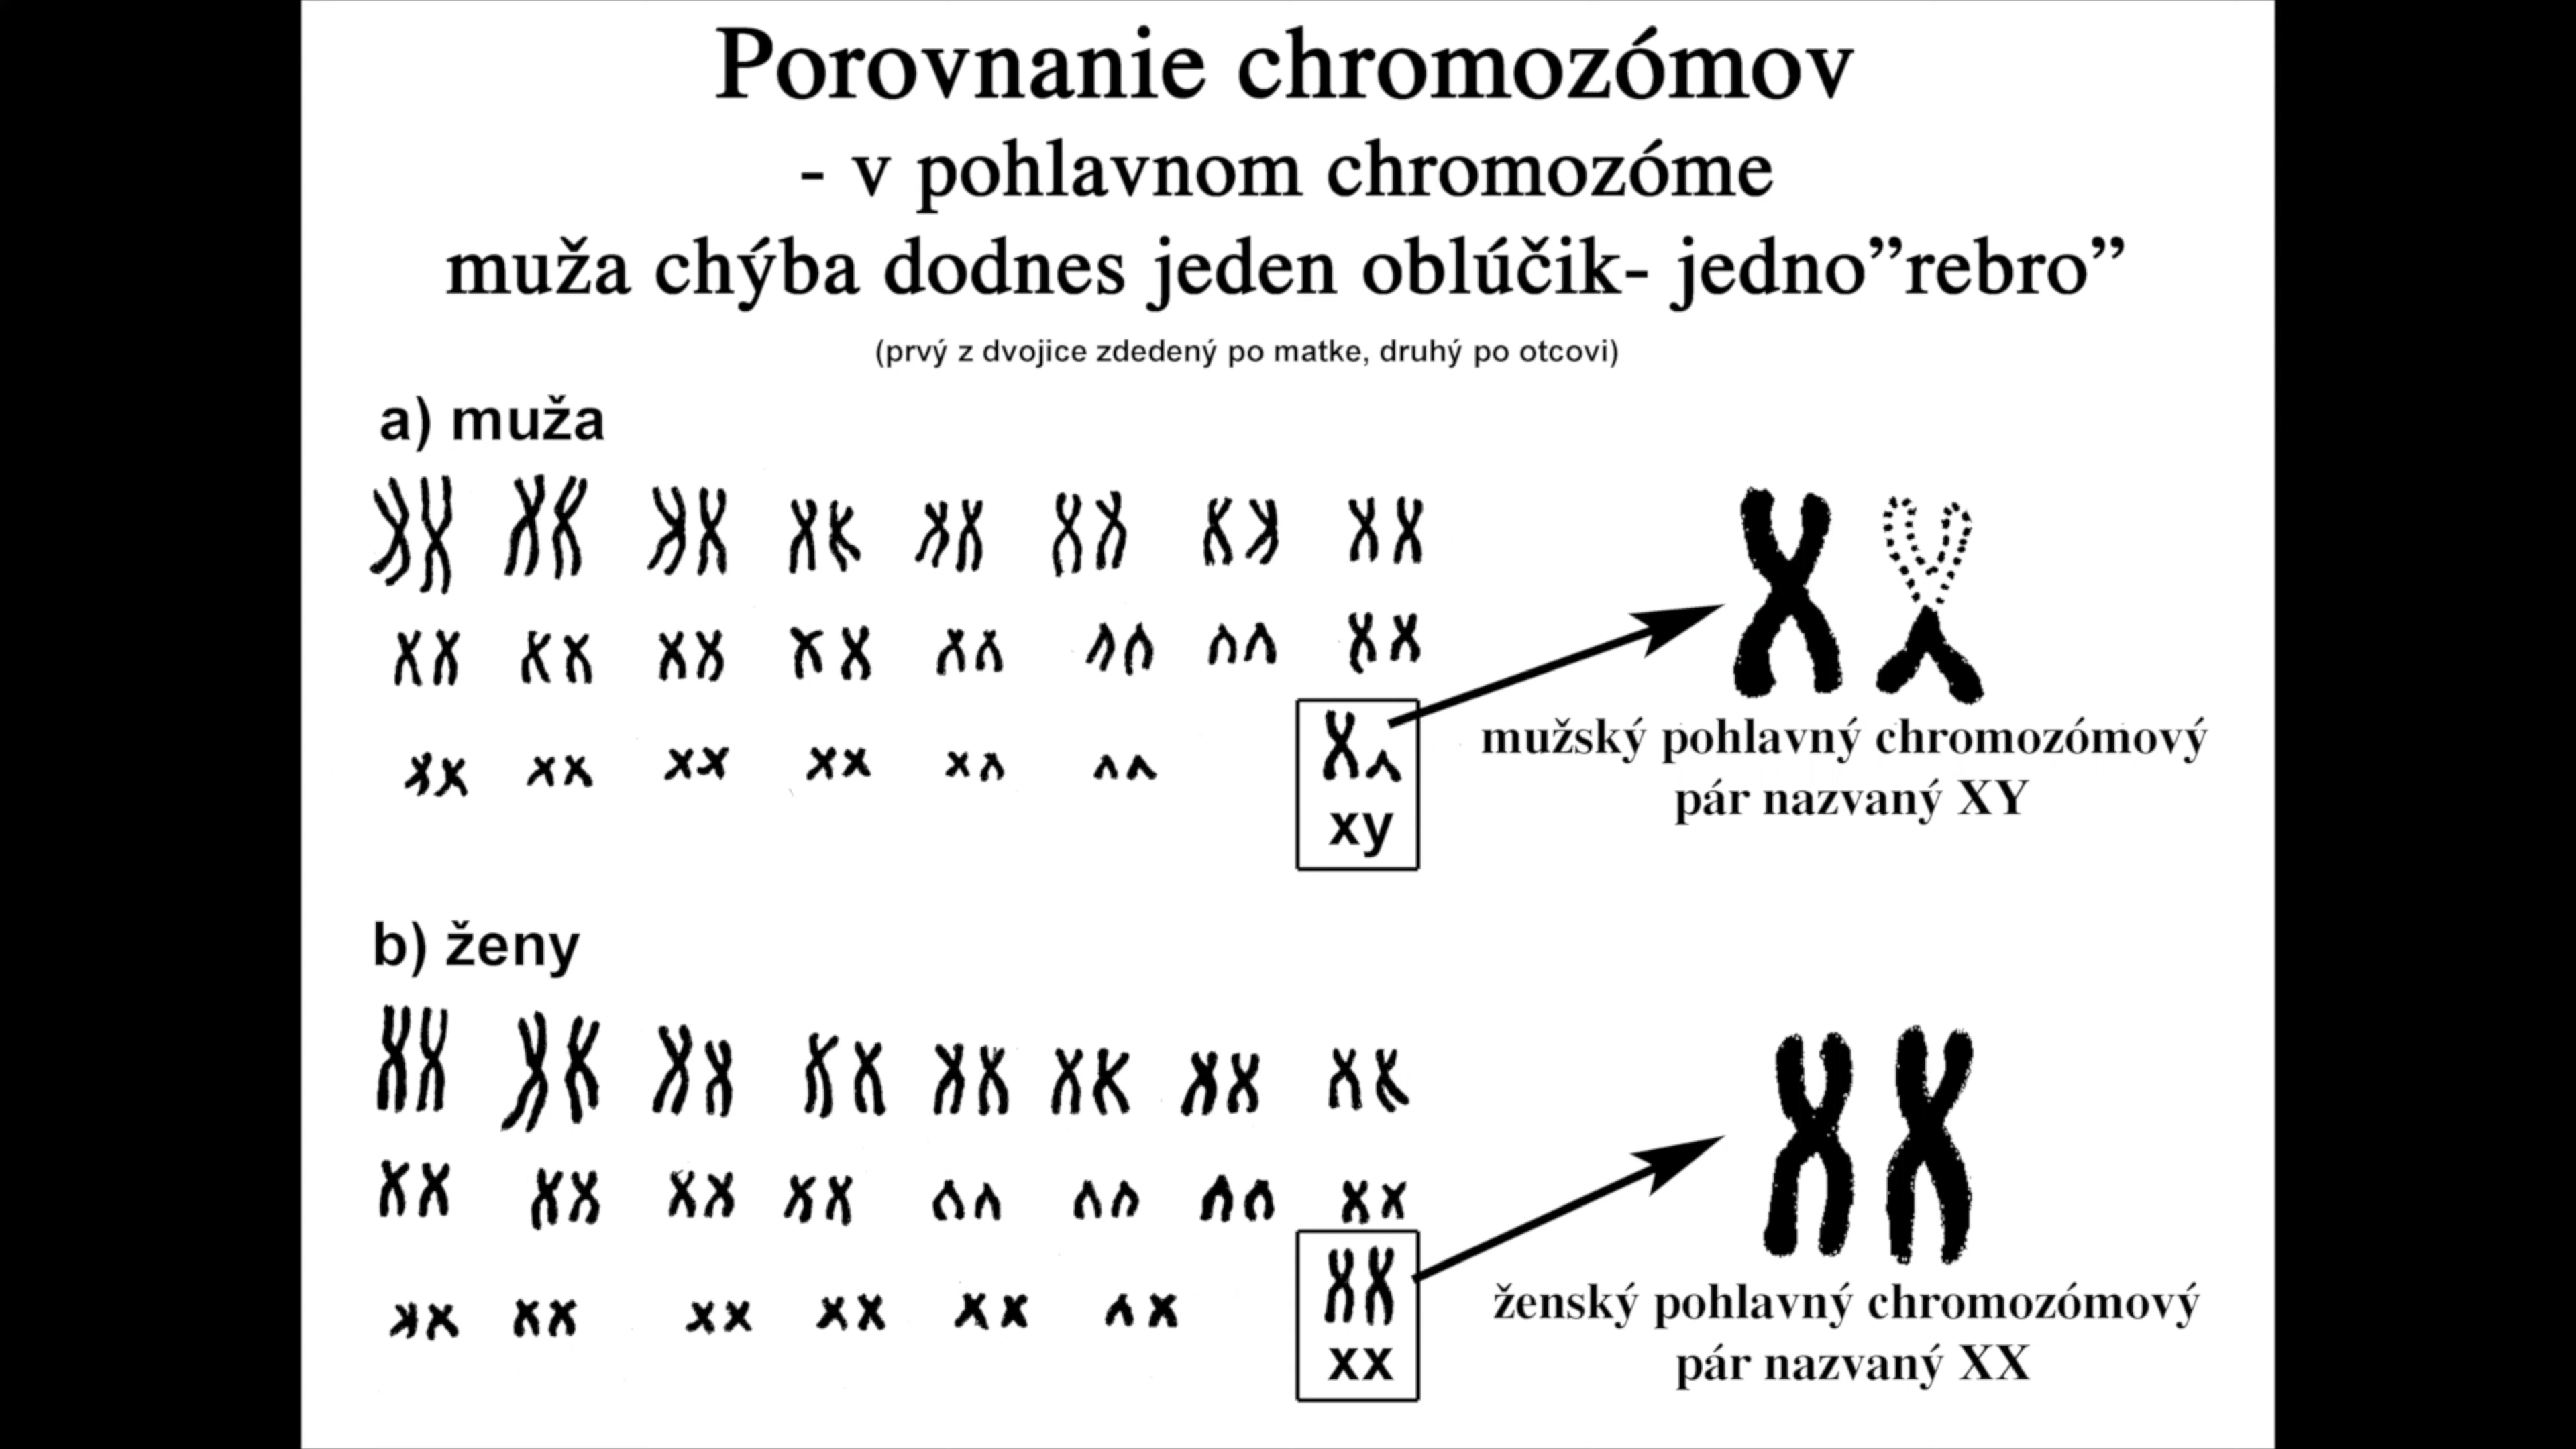 Porovnanie chromozómov
- v pohlavnom chromozóme
muža chýba dodnes jeden oblúčik- jedno”rebro”
(prvý z dvojice zdedený po matke, druhý po otcovi)
a) muža
xy
mužský pohlavný chromozómový
pár nazvaný XY
b) ženy
xx
ženský pohlavný chromozómový
pár nazvaný XX